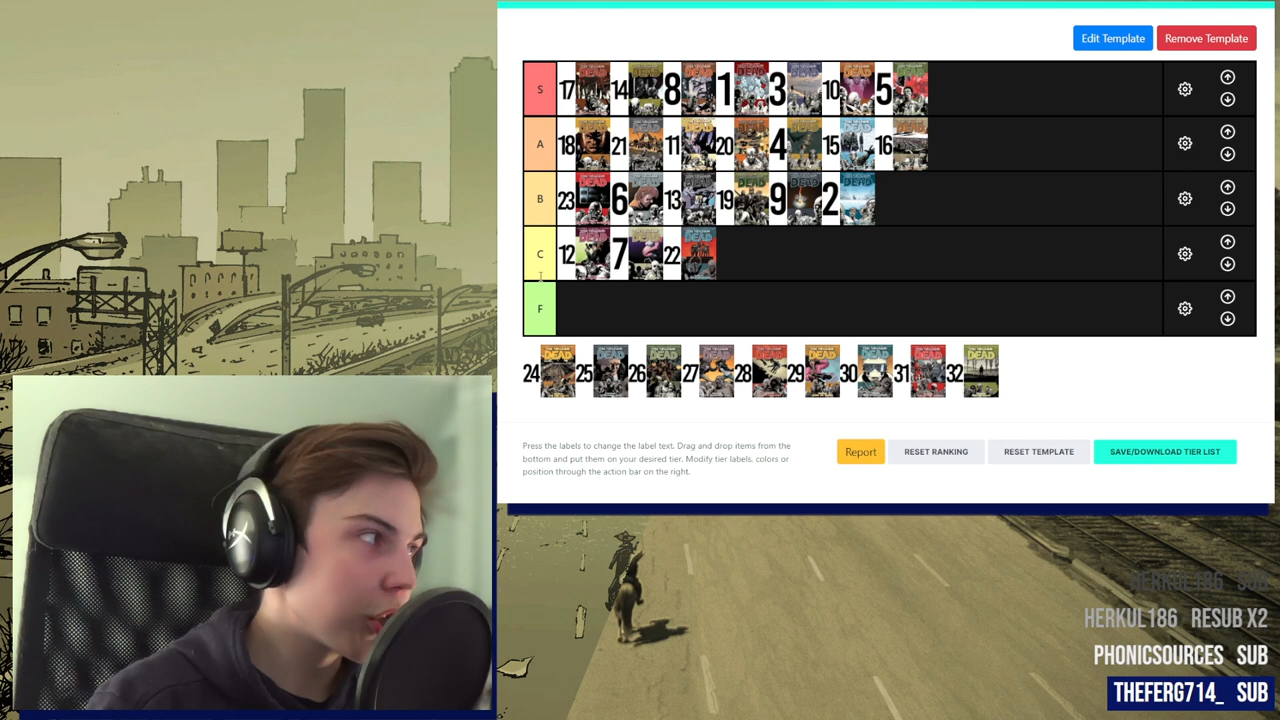 Edit Template Remove Template
S 17 14 8 1 3 10 5
A 18 21 11 20 4 15 16
B 23 6 13 19 9 2
C 12 7 22
F
24 25 26 27 28 29 30 31 32
Press the labels to change the label text. Drag and drop items from the
bottom and put them on your desired tier. Modify tier labels, colors or
position through the action bar on the right.
Report RESET RANKING RESET TEMPLATE SAVE/DOWNLOAD TIER LIST
HERKUL186 SUB
HERKUL186 RESUB X2
PHONICSOURCES SUB
THEFERG714_ SUB